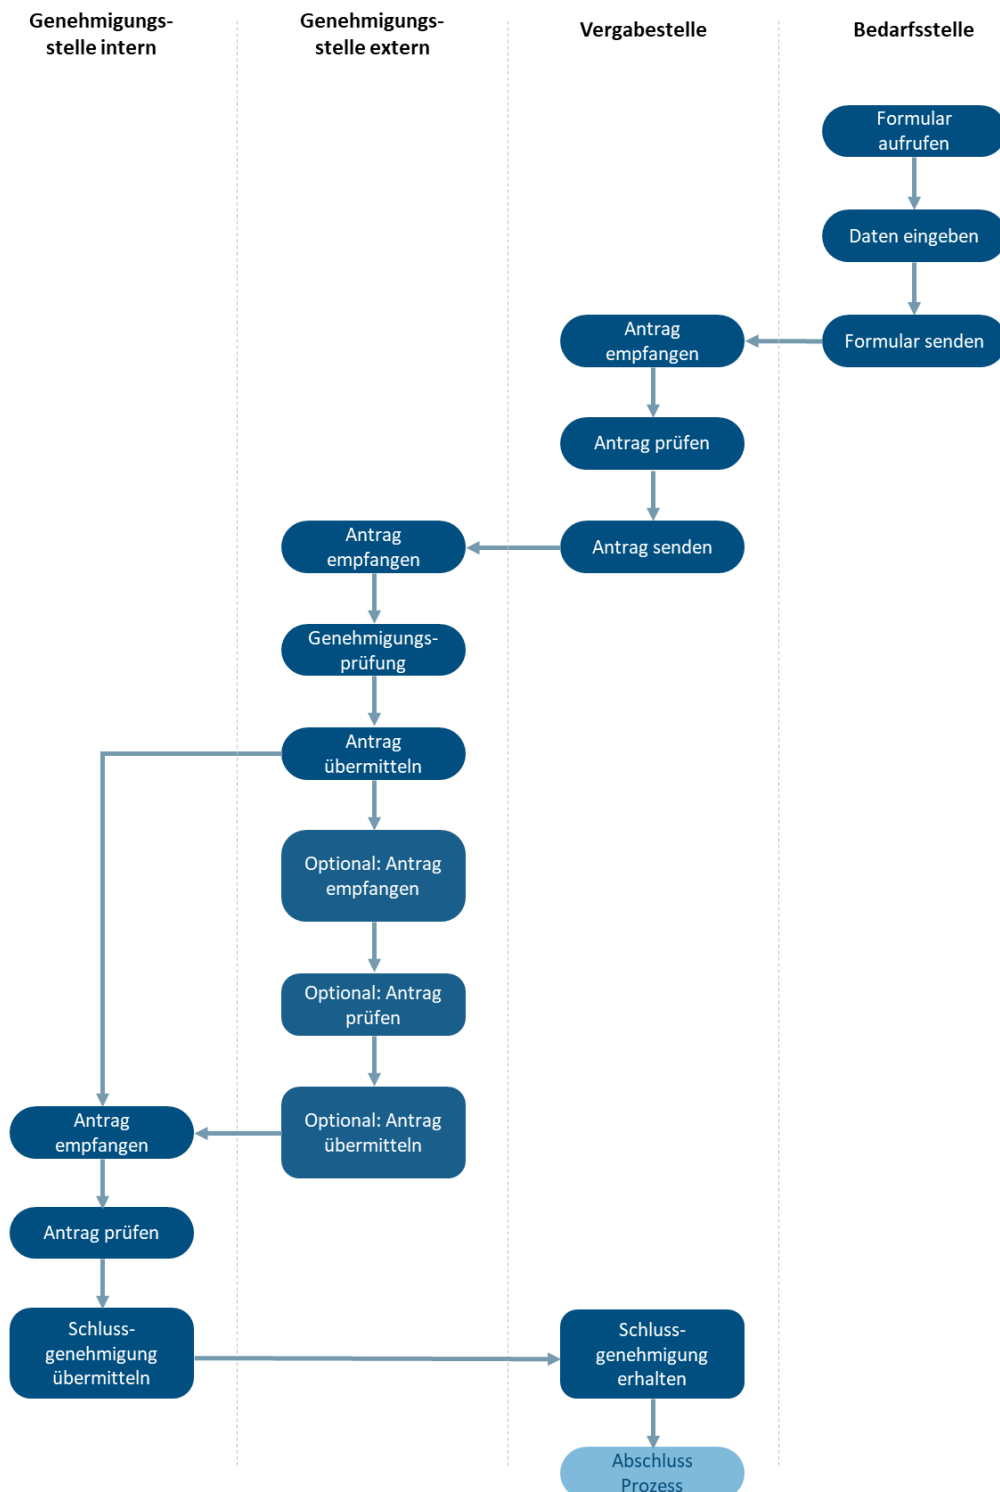 Genehmigungs-
stelle intern
Genehmigungs-
stelle extern
Vergabestelle
Bedarfsstelle
Formular
aufrufen
Daten eingeben
Formular senden
Antrag
empfangen
Antrag prüfen
Antrag senden
Antrag
empfangen
Genehmigungs-
prüfung
Antrag
übermitteln
Optional: Antrag
empfangen
Optional: Antrag
prüfen
Optional: Antrag
übermitteln
Antrag
empfangen
Antrag prüfen
Schluss-
genehmigung
übermitteln
Schluss-
genehmigung
erhalten
Abschluss
Prozess